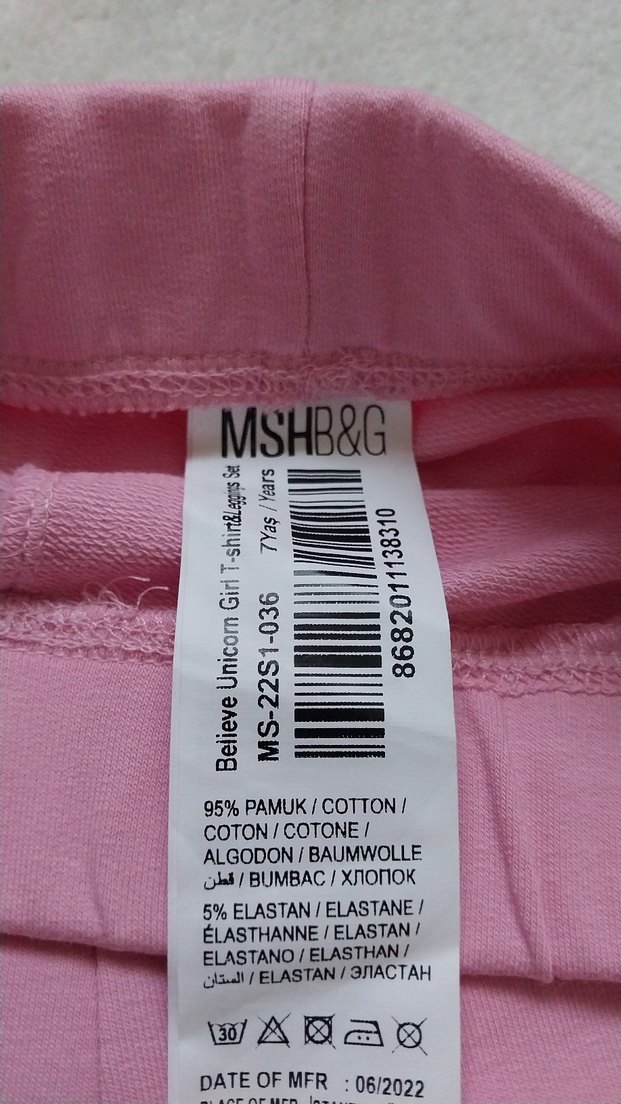 MSHB&G
Believe Unicorn Girl T-shirt&Leggings Set
MS-22S1-036 7Yaş / Years
8682011138310
95% PAMUK / COTTON /
COTON / COTONE /
ALGODON / BAUMWOLLE
قطن / BUMBAC / ХЛОПОК
5% ELASTAN / ELASTANE /
ÉLASTHANNE / ELASTAN /
ELASTANO / ELASTHAN /
الستان / ELASTAN / ЭЛАСТАН
30
DATE OF MFR : 06/2022